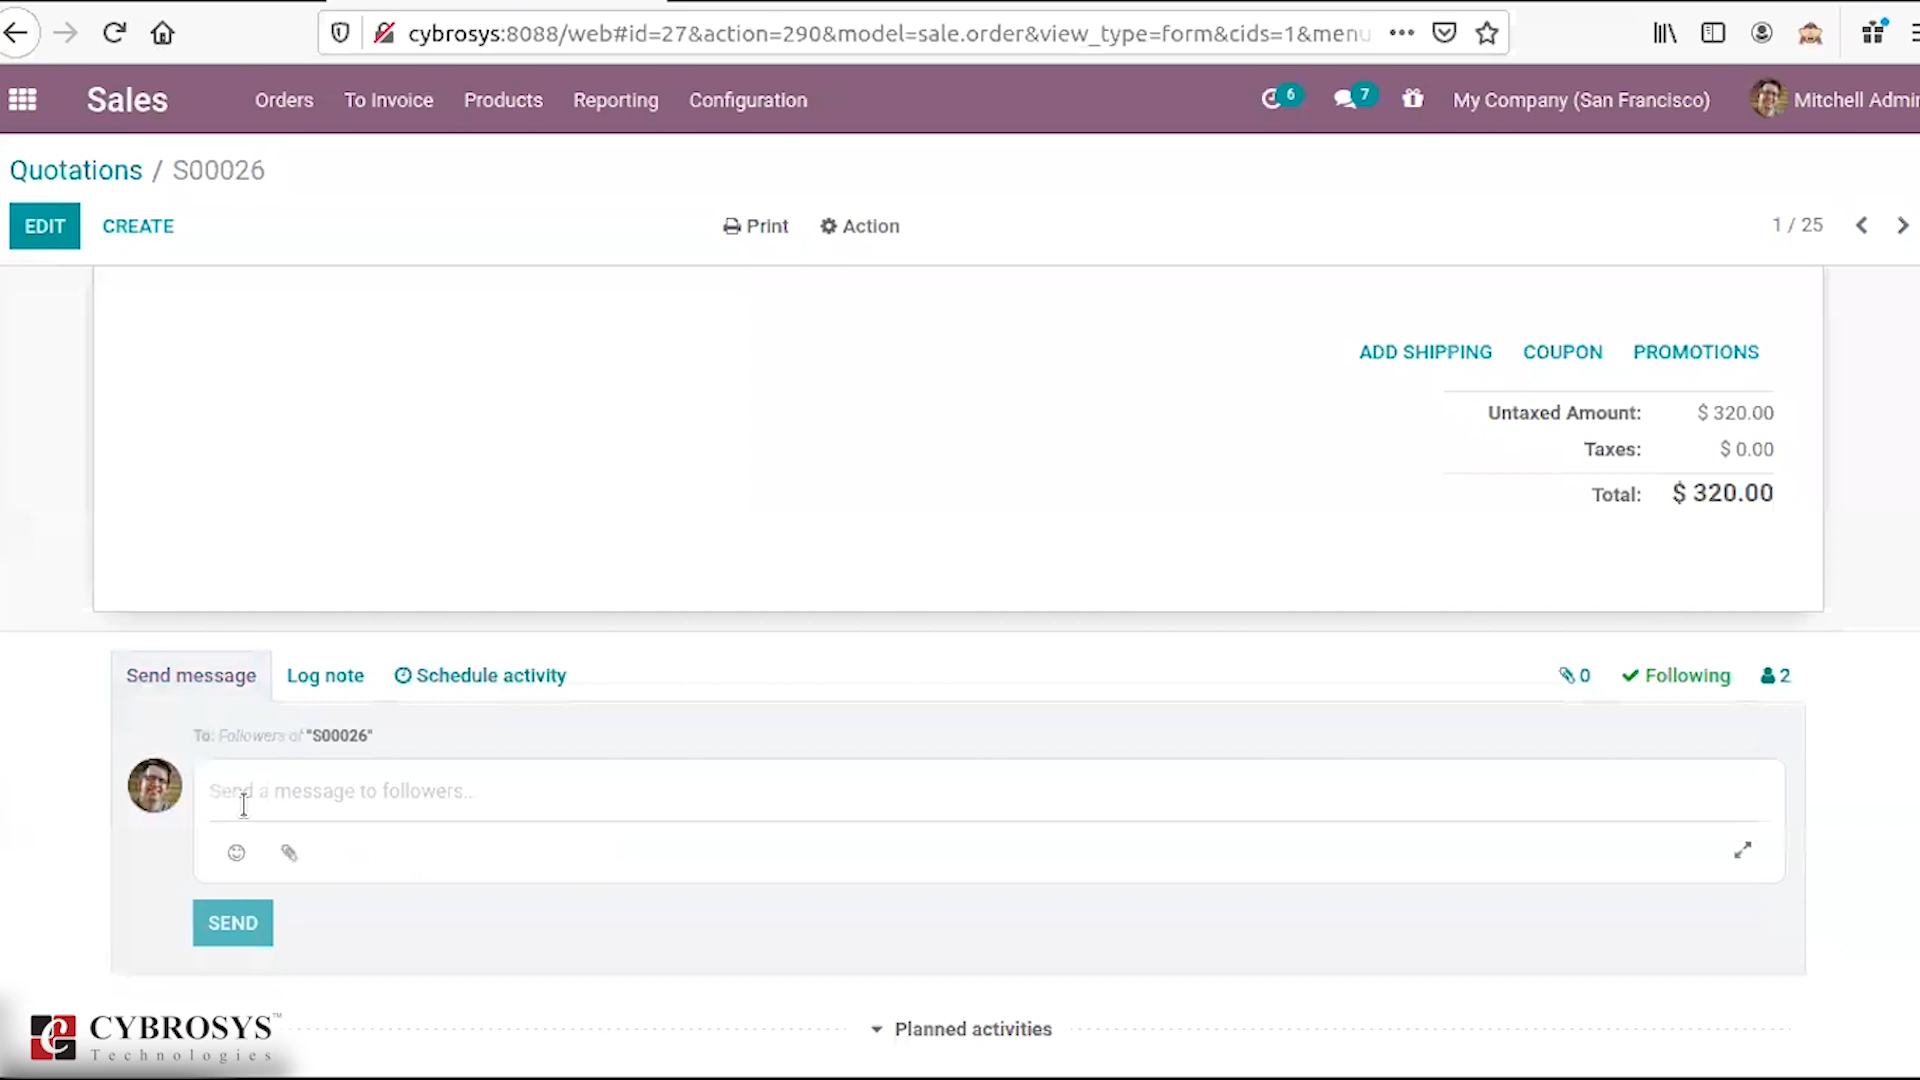 cybrosys:8088/web#id=27&action=290&model=sale.order&view_type=form&cids=1&menu
Sales Orders To Invoice Products Reporting Configuration 6 7 My Company (San Francisco) Mitchell Admin
Quotations / S00026
EDIT CREATE Print Action 1 / 25
ADD SHIPPING COUPON PROMOTIONS
Untaxed Amount: $ 320.00
Taxes: $ 0.00
Total: $ 320.00
Send message Log note Schedule activity 0 Following 2
To: Followers of "S00026"
Send a message to followers...
SEND
CYBROSYS™
Technologies
Planned activities